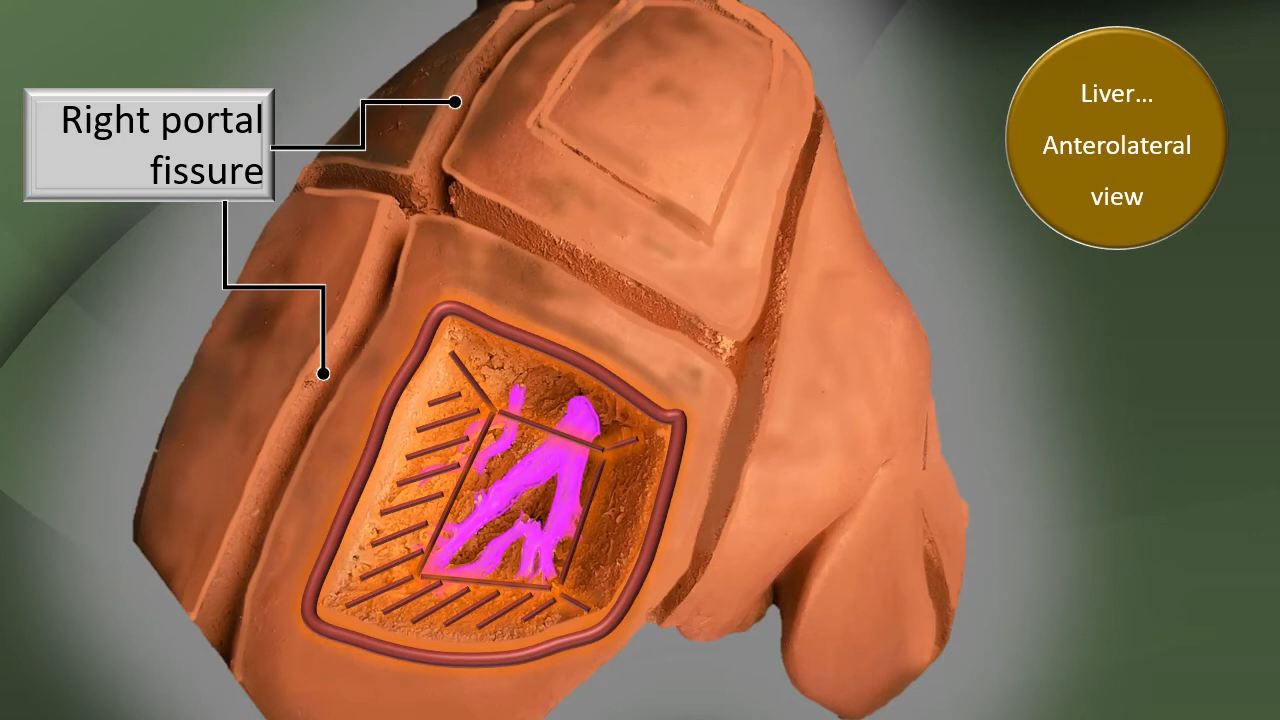 Right portal
fissure
Liver...
Anterolateral
view